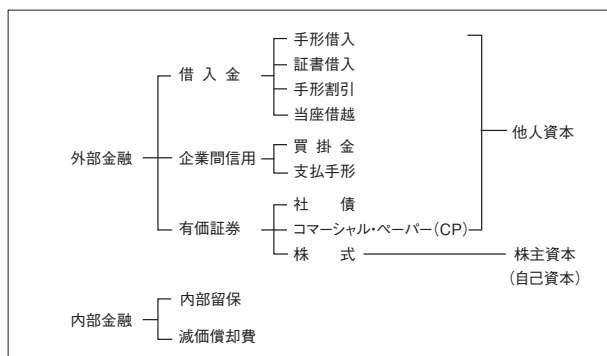 手形借入
証書借入
手形割引
当座借越
借入金
買掛金
支払手形
企業間信用
外部金融
社債
コマーシャル・ペーパー（CP）
株式
有価証券
他人資本
株主資本
（自己資本）
内部留保
減価償却費
内部金融